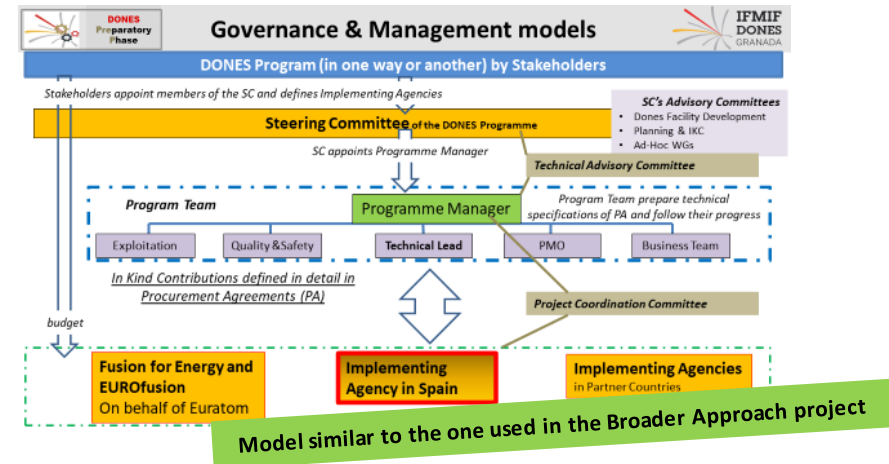 DONES
Preparatory
Phase
Governance & Management models
IFMIF
DONES
GRANADA
DONES Program (in one way or another) by Stakeholders
Stakeholders appoint members of the SC and defines Implementing Agencies
SC's Advisory Committees
• Dones Facility Development
• Planning & IKC
• Ad-Hoc WGs
Steering Committee of the DONES Programme
SC appoints Programme Manager
Technical Advisory Committee
Program Team
Programme Manager
Program Team prepare technical
specifications of PA and follow their progress
Exploitation
Quality &Safety
Technical Lead
PMO
Business Team
In Kind Contributions defined in detail in
Procurement Agreements (PA)
Project Coordination Committee
budget
Fusion for Energy and
EUROfusion
On behalf of Euratom
Implementing
Agency in Spain
Implementing Agencies
in Partner Countries
Model similar to the one used in the Broader Approach project